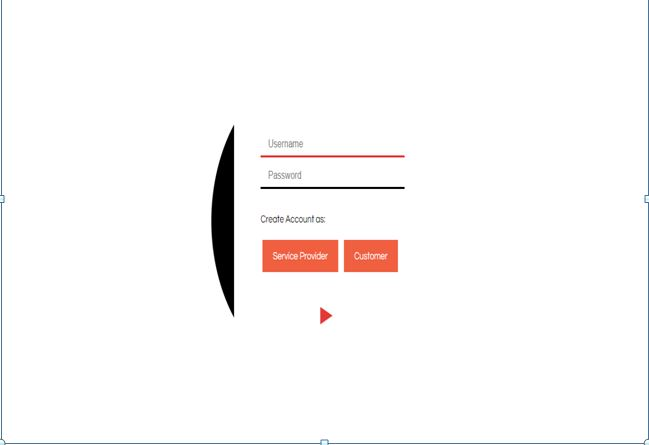 Username
Password
Create Account as:
Service Provider Customer